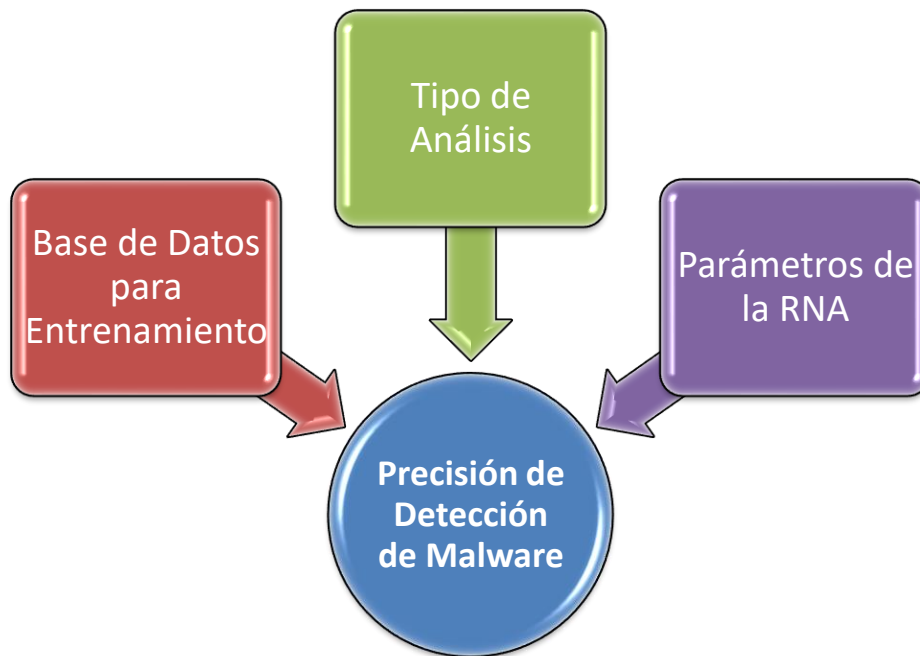 Tipo de
Análisis
Base de Datos
para
Entrenamiento
Parámetros de
la RNA
Precisión de
Detección
de Malware